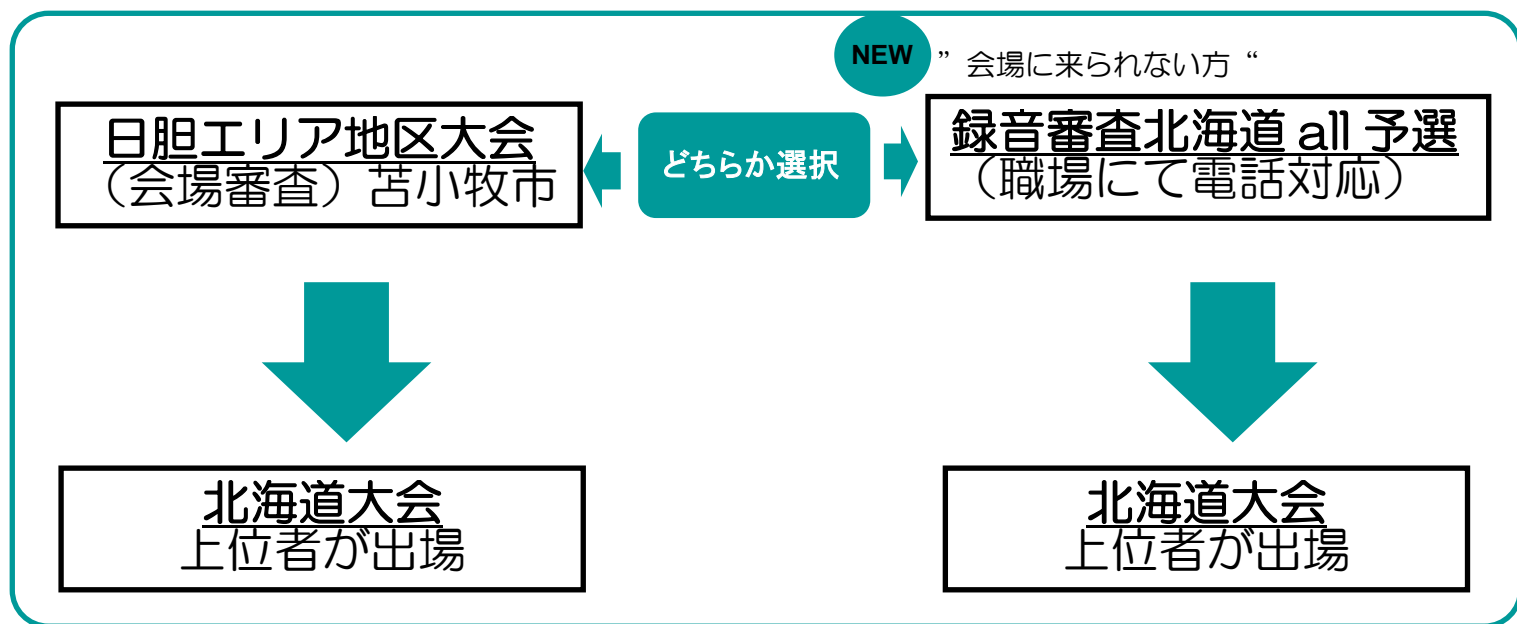 NEW
”会場に来られない方“
日胆エリア地区大会
（会場審査）苫小牧市
どちらか選択
録音審査北海道 all 予選
（職場にて電話対応）
北海道大会
上位者が出場
北海道大会
上位者が出場